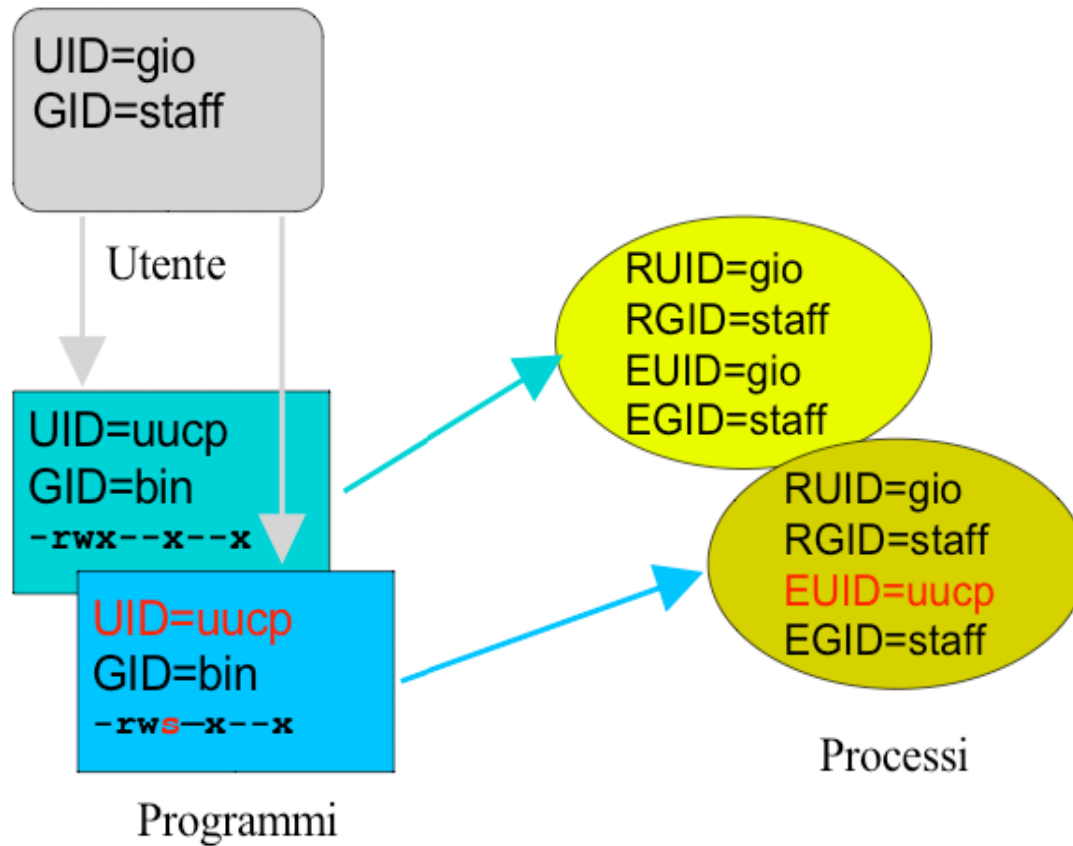 UID=gio
GID=staff
Utente
UID=uucp
GID=bin
-rwx--x--x
UID=uucp
GID=bin
-rws—x--x
Programmi
RUID=gio
RGID=staff
EUID=gio
EGID=staff
RUID=gio
RGID=staff
EUID=uucp
EGID=staff
Processi